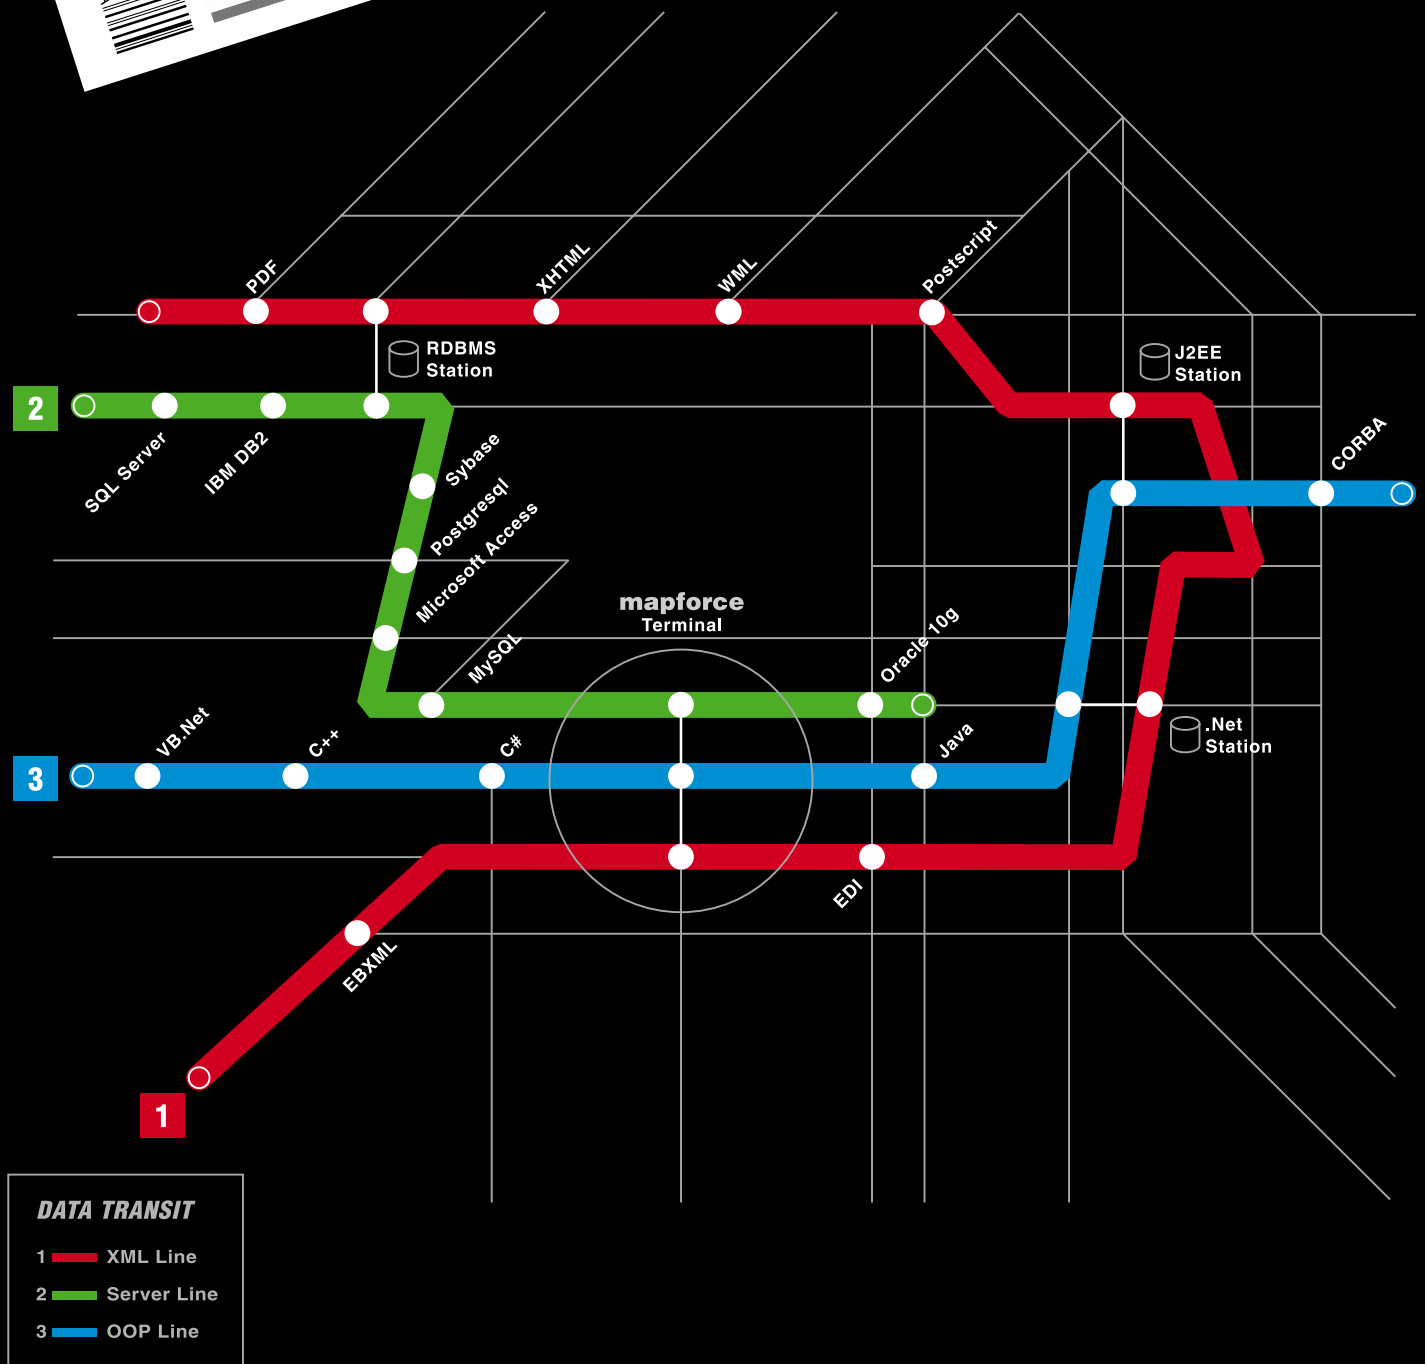 PDF
XHTML
WML
Postscript
RDBMS
Station
J2EE
Station
2
SQL Server
IBM DB2
Sybase
Postgresql
Microsoft Access
CORBA
mapforce
Terminal
MySQL
Oracle 10g
VB.Net
C++
C#
Java
.Net
Station
3
EDI
EBXML
1
DATA TRANSIT
1 XML Line
2 Server Line
3 OOP Line